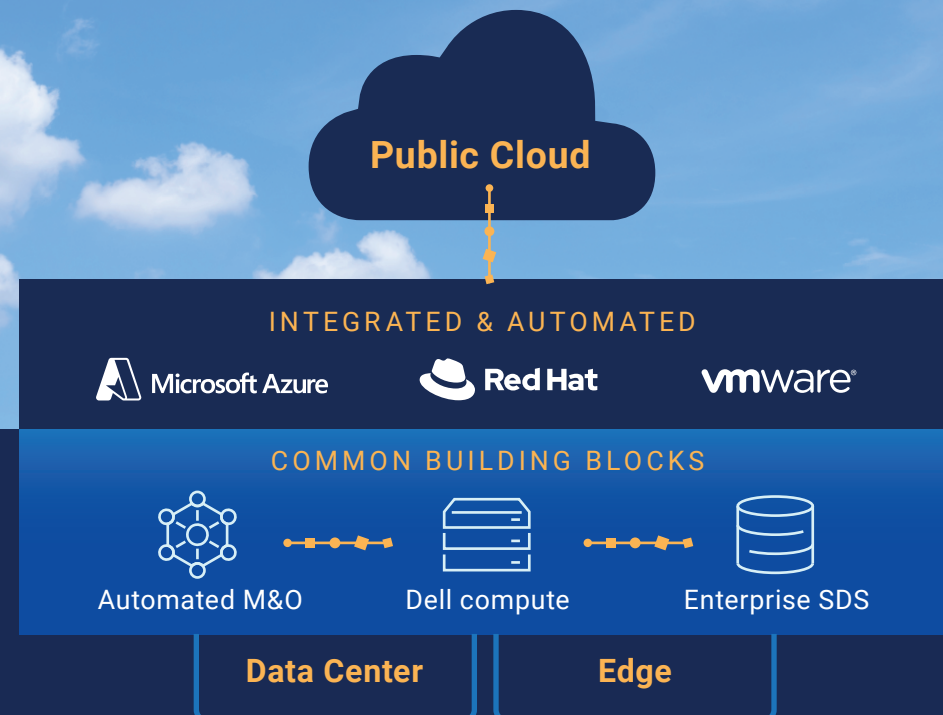 Public Cloud
INTEGRATED & AUTOMATED
Microsoft Azure
Red Hat
vmware®
COMMON BUILDING BLOCKS
Automated M&O
Dell compute
Enterprise SDS
Data Center
Edge